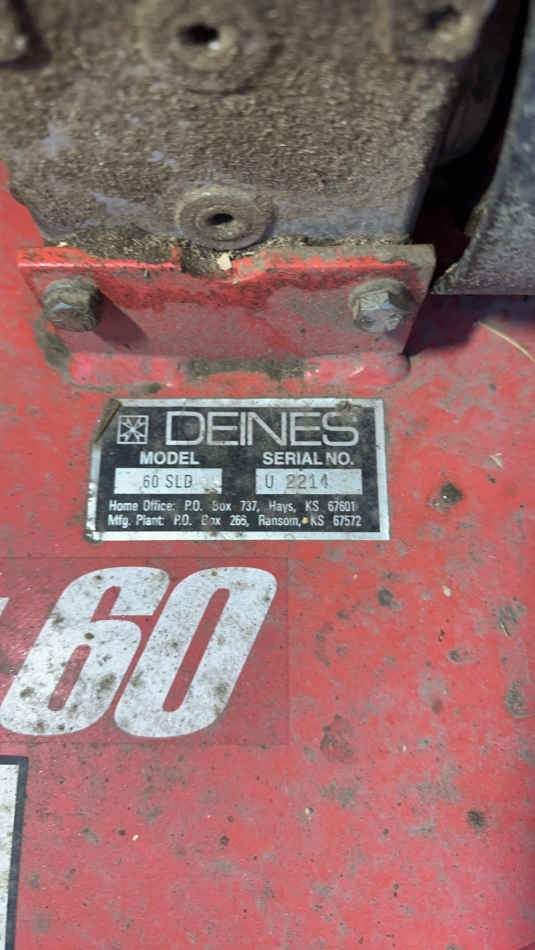 DEINES
MODEL SERIAL NO.
60 SLD U 2214
Home Office: P.O. Box 737, Hays, KS 67601
Mfg. Plant: P.O. Box 266, Ransom, KS 67572
60